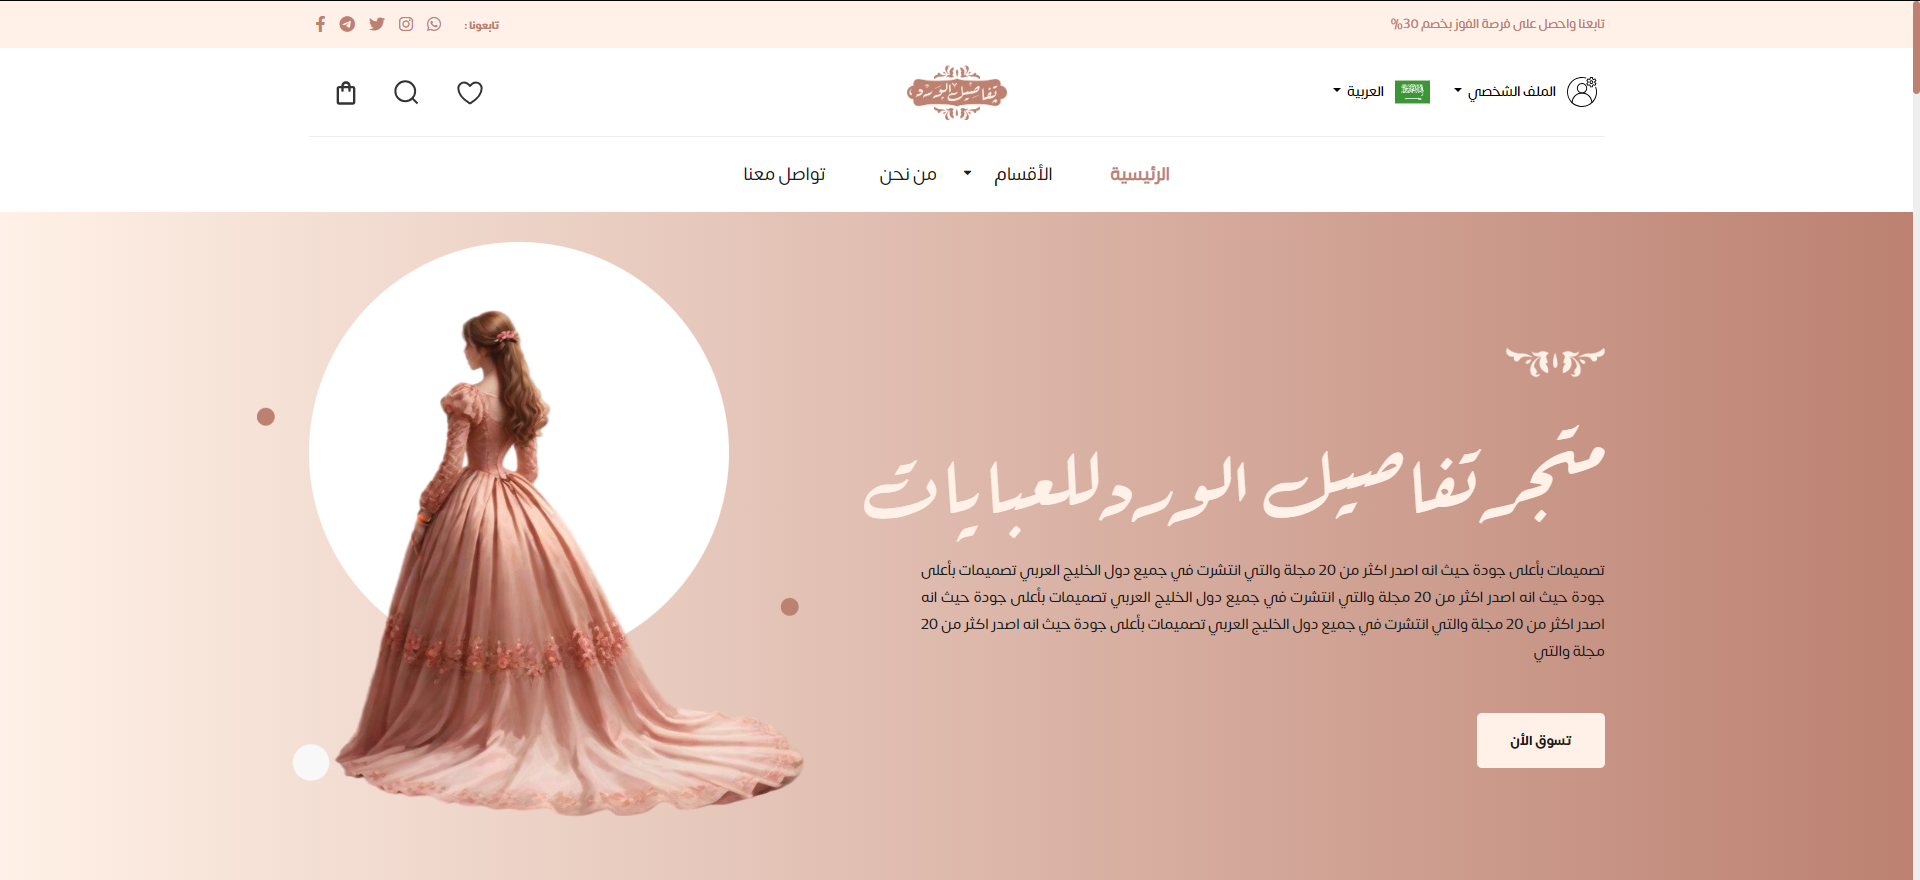 تابعنا واحصل على فرصة الفوز بخصم 30%
تابعونا :
الملف الشخصي
العربية
تفاصيل الورد
الرئيسية
الأقسام
من نحن
تواصل معنا
متجر تفاصيل الورد للعبايات
تصميمات بأعلى جودة حيث انه اصدر اكثر من 20 مجلة والتي انتشرت في جميع دول الخليج العربي تصميمات بأعلى
جودة حيث انه اصدر اكثر من 20 مجلة والتي انتشرت في جميع دول الخليج العربي تصميمات بأعلى جودة حيث انه
اصدر اكثر من 20 مجلة والتي انتشرت في جميع دول الخليج العربي تصميمات بأعلى جودة حيث انه اصدر اكثر من 20
مجلة والتي
تسوق الأن